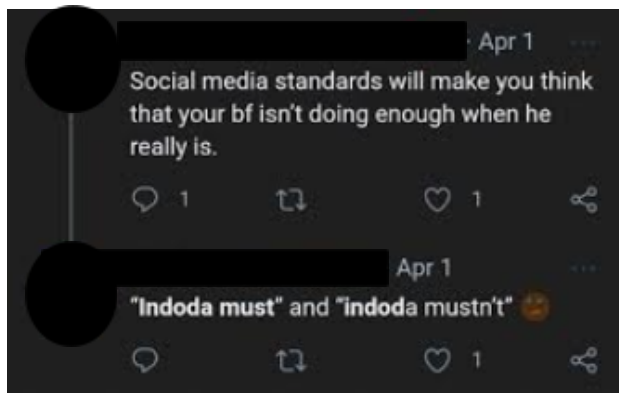 · Apr 1
Social media standards will make you think
that your bf isn't doing enough when he
really is.
1 1
Apr 1
"Indoda must" and "indoda mustn't"
1